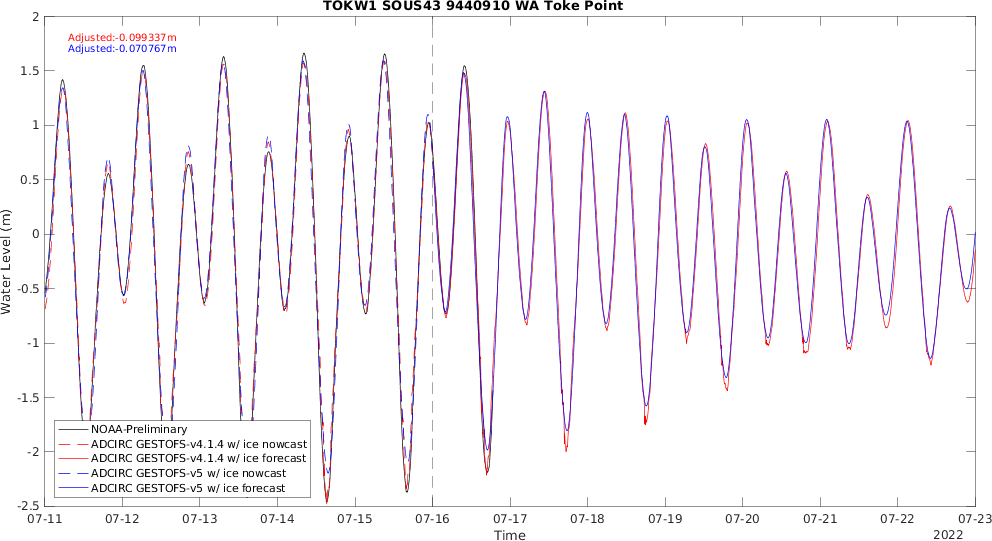 TOKW1 SOUS43 9440910 WA Toke Point
Adjusted:-0.099337m
Adjusted:-0.070767m
2
1.5
1
0.5
0
-0.5
-1
-1.5
-2
-2.5
Water Level (m)
NOAA-Preliminary
ADCIRC GESTOFS-v4.1.4 w/ ice nowcast
ADCIRC GESTOFS-v4.1.4 w/ ice forecast
ADCIRC GESTOFS-v5 w/ ice nowcast
ADCIRC GESTOFS-v5 w/ ice forecast
07-11 07-12 07-13 07-14 07-15 07-16 07-17 07-18 07-19 07-20 07-21 07-22 07-23
Time
2022